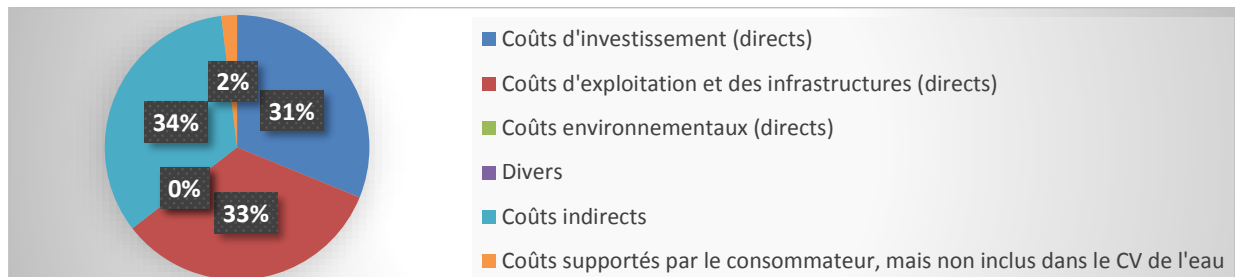 2%
31%
34%
0%
33%
Coûts d'investissement (directs)
Coûts d'exploitation et des infrastructures (directs)
Coûts environnementaux (directs)
Divers
Coûts indirects
Coûts supportés par le consommateur, mais non inclus dans le CV de l'eau